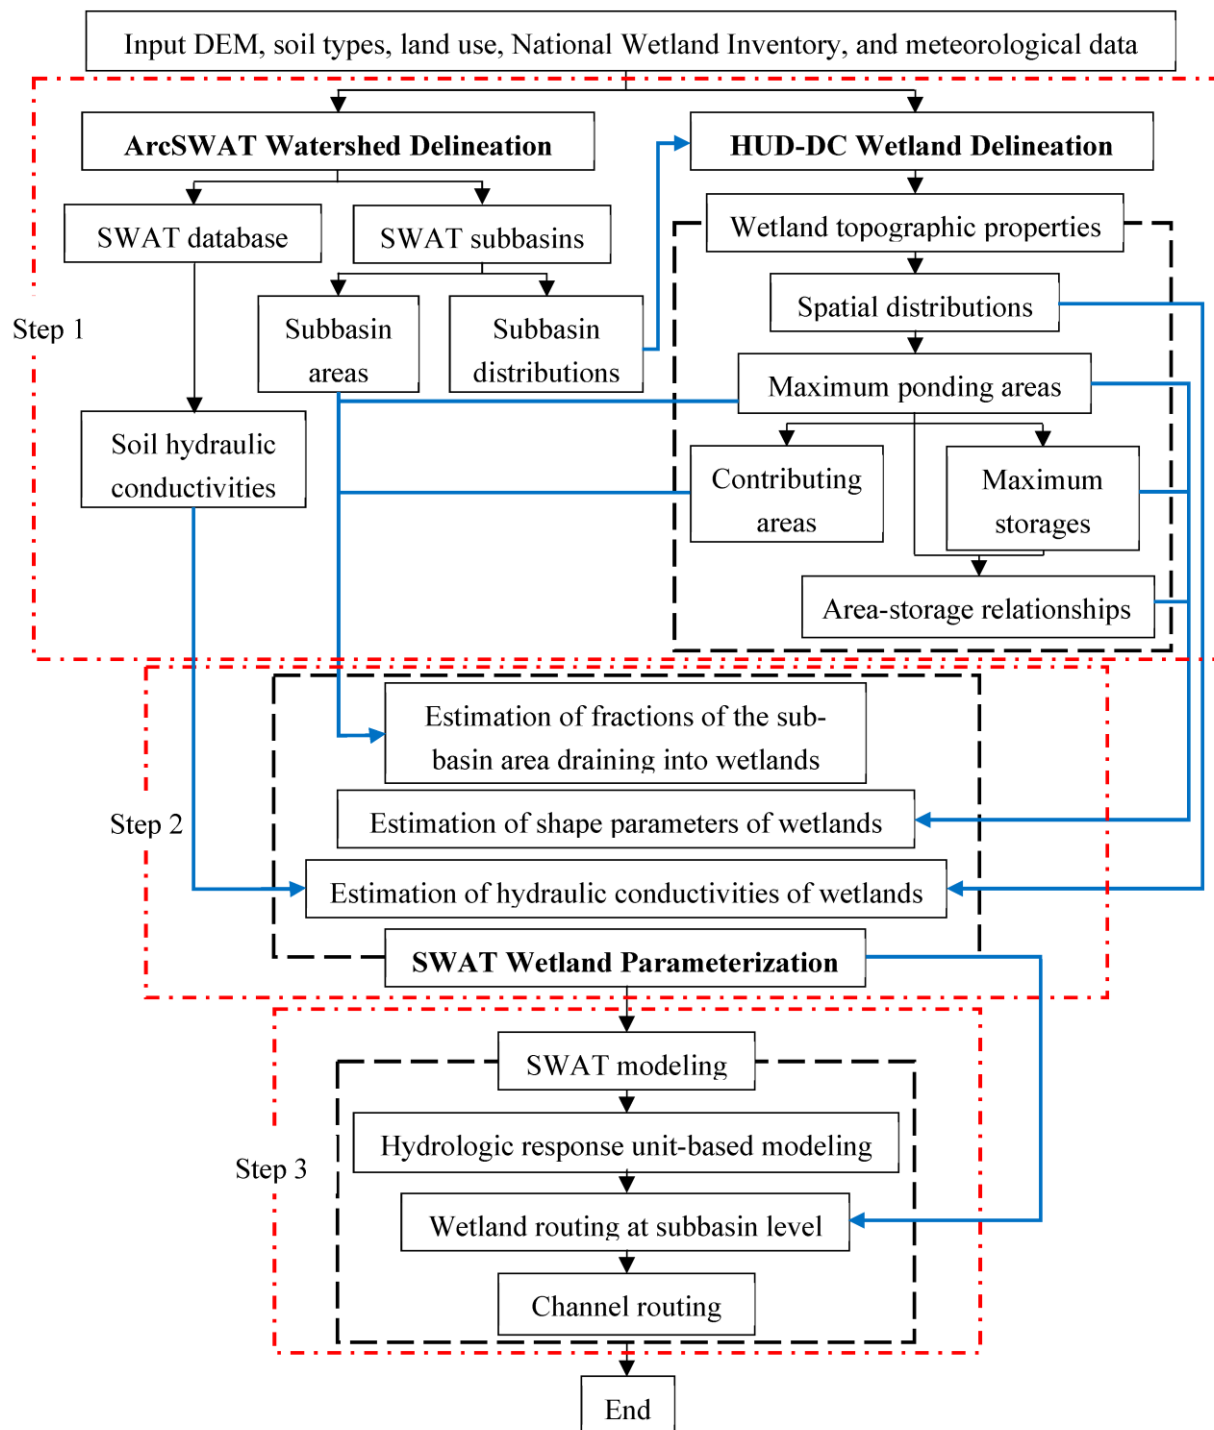 Input DEM, soil types, land use, National Wetland Inventory, and meteorological data
ArcSWAT Watershed Delineation
HUD-DC Wetland Delineation
SWAT database
SWAT subbasins
Wetland topographic properties
Step 1
Subbasin
areas
Subbasin
distributions
Spatial distributions
Maximum ponding areas
Soil hydraulic
conductivities
Contributing
areas
Maximum
storages
Area-storage relationships
Step 2
Estimation of fractions of the sub-
basin area draining into wetlands
Estimation of shape parameters of wetlands
Estimation of hydraulic conductivities of wetlands
SWAT Wetland Parameterization
Step 3
SWAT modeling
Hydrologic response unit-based modeling
Wetland routing at subbasin level
Channel routing
End